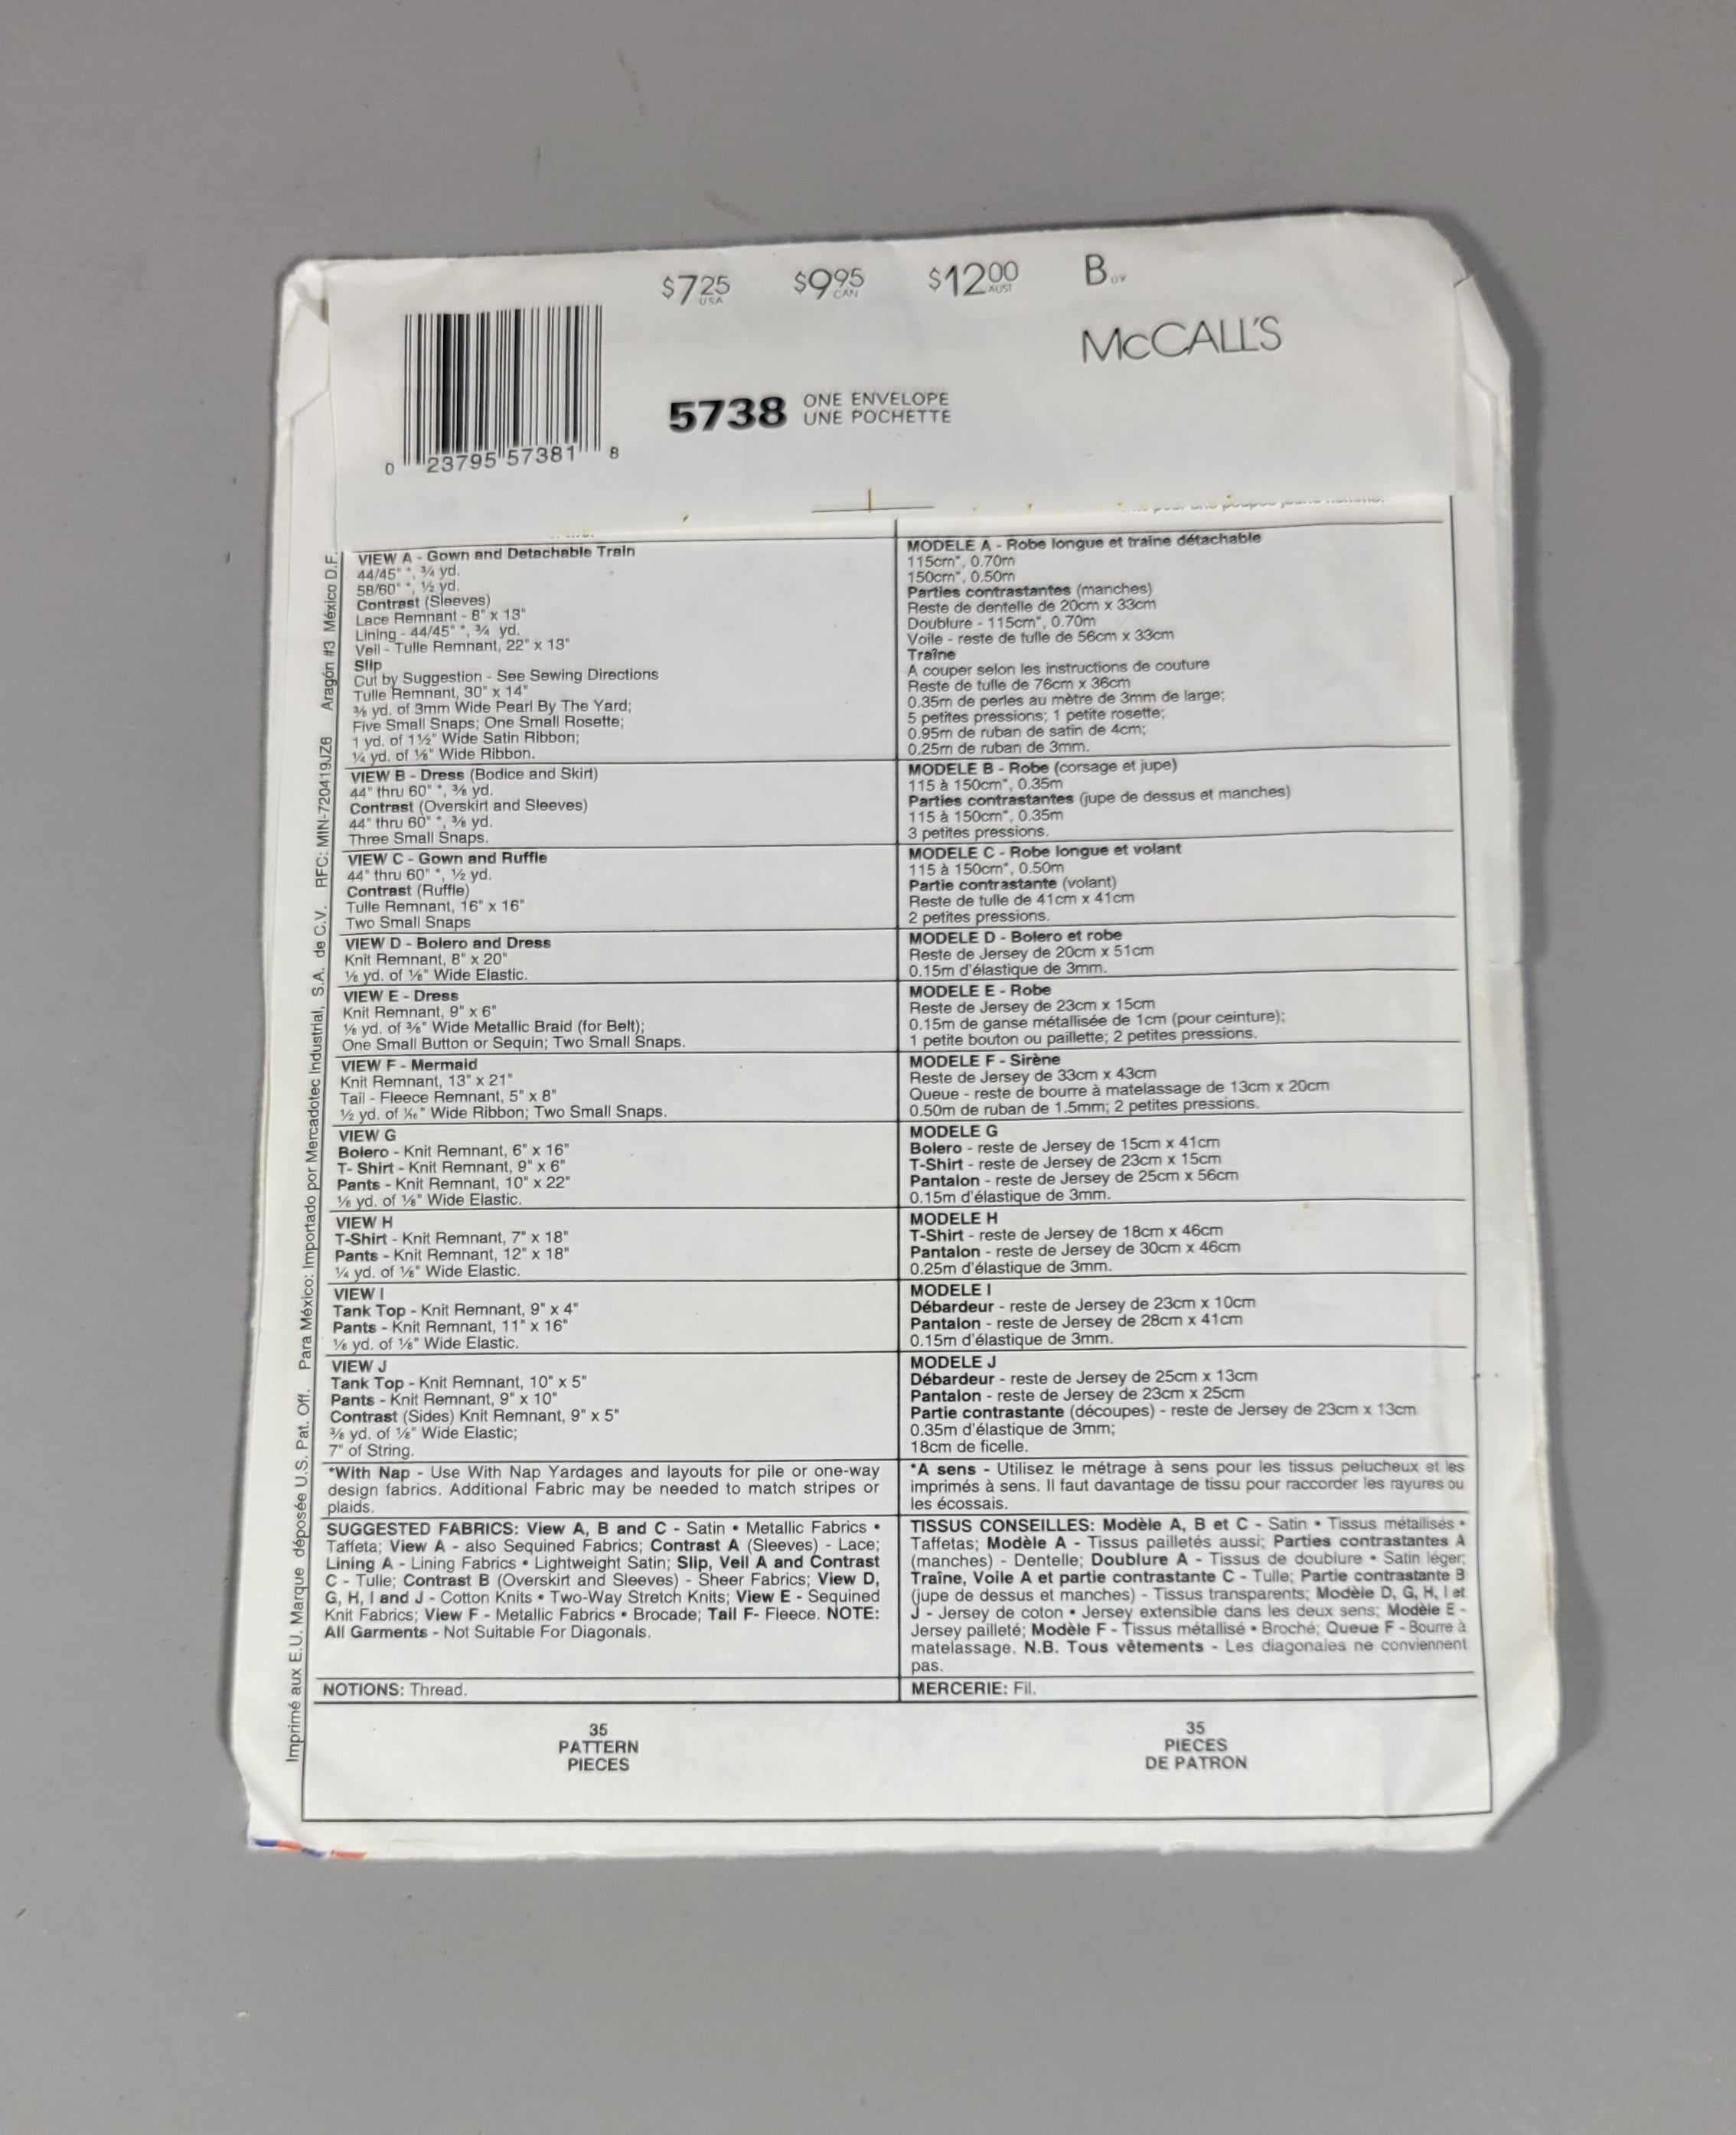 $7.25 USA $9.95 CAN $12.00 AUST B
McCALL'S
5738 ONE ENVELOPE
UNE POCHETTE
0 23795 57381 8
VIEW A - Gown and Detachable Train
44/45" *, ¾ yd.
58/60" *, ½ yd.
Contrast (Sleeves)
Lace Remnant - 8" x 13"
Lining - 44/45" *, ¾ yd.
Veil - Tulle Remnant, 22" x 13"
Slip
Cut by Suggestion - See Sewing Directions
Tulle Remnant, 30" x 14"
⅜ yd. of 3mm Wide Pearl By The Yard;
Five Small Snaps; One Small Rosette;
1 yd. of 1½" Wide Satin Ribbon;
¼ yd. of ⅛" Wide Ribbon.
VIEW B - Dress (Bodice and Skirt)
44" thru 60" *, ⅜ yd.
Contrast (Overskirt and Sleeves)
44" thru 60" *, ⅜ yd.
Three Small Snaps.
VIEW C - Gown and Ruffle
44" thru 60" *, ½ yd.
Contrast (Ruffle)
Tulle Remnant, 16" x 16"
Two Small Snaps
VIEW D - Bolero and Dress
Knit Remnant, 8" x 20"
⅛ yd. of ⅛" Wide Elastic.
VIEW E - Dress
Knit Remnant, 9" x 6"
⅛ yd. of ⅜" Wide Metallic Braid (for Belt);
One Small Button or Sequin; Two Small Snaps.
VIEW F - Mermaid
Knit Remnant, 13" x 21"
Tail - Fleece Remnant, 5" x 8"
½ yd. of 1/16" Wide Ribbon; Two Small Snaps.
VIEW G
Bolero - Knit Remnant, 6" x 16"
T- Shirt - Knit Remnant, 9" x 6"
Pants - Knit Remnant, 10" x 22"
⅛ yd. of ⅛" Wide Elastic.
VIEW H
T-Shirt - Knit Remnant, 7" x 18"
Pants - Knit Remnant, 12" x 18"
¼ yd. of ⅛" Wide Elastic.
VIEW I
Tank Top - Knit Remnant, 9" x 4"
Pants - Knit Remnant, 11" x 16"
⅛ yd. of ⅛" Wide Elastic.
VIEW J
Tank Top - Knit Remnant, 10" x 5"
Pants - Knit Remnant, 9" x 10"
Contrast (Sides) Knit Remnant, 9" x 5"
⅜ yd. of ⅛" Wide Elastic;
7" of String.
*With Nap - Use With Nap Yardages and layouts for pile or one-way
design fabrics. Additional Fabric may be needed to match stripes or
plaids.
SUGGESTED FABRICS: View A, B and C - Satin • Metallic Fabrics •
Taffeta; View A - also Sequined Fabrics; Contrast A (Sleeves) - Lace;
Lining A - Lining Fabrics • Lightweight Satin; Slip, Veil A and Contrast
C - Tulle; Contrast B (Overskirt and Sleeves) - Sheer Fabrics; View D,
G, H, I and J - Cotton Knits • Two-Way Stretch Knits; View E - Sequined
Knit Fabrics; View F - Metallic Fabrics • Brocade; Tail F- Fleece. NOTE:
All Garments - Not Suitable For Diagonals.
NOTIONS: Thread.
35
PATTERN
PIECES
MODELE A - Robe longue et traîne détachable
115cm*, 0.70m
150cm*, 0.50m
Parties contrastantes (manches)
Reste de dentelle de 20cm x 33cm
Doublure - 115cm*, 0.70m
Voile - reste de tulle de 56cm x 33cm
Traîne
A couper selon les instructions de couture
Reste de tulle de 76cm x 36cm
0.35m de perles au mètre de 3mm de large;
5 petites pressions; 1 petite rosette;
0.95m de ruban de satin de 4cm;
0.25m de ruban de 3mm.
MODELE B - Robe (corsage et jupe)
115 à 150cm*, 0.35m
Parties contrastantes (jupe de dessus et manches)
115 à 150cm*, 0.35m
3 petites pressions.
MODELE C - Robe longue et volant
115 à 150cm*, 0.50m
Partie contrastante (volant)
Reste de tulle de 41cm x 41cm
2 petites pressions.
MODELE D - Bolero et robe
Reste de Jersey de 20cm x 51cm
0.15m d'élastique de 3mm.
MODELE E - Robe
Reste de Jersey de 23cm x 15cm
0.15m de ganse métallisée de 1cm (pour ceinture);
1 petite bouton ou paillette; 2 petites pressions.
MODELE F - Sirène
Reste de Jersey de 33cm x 43cm
Queue - reste de bourre à matelassage de 13cm x 20cm
0.50m de ruban de 1.5mm; 2 petites pressions.
MODELE G
Bolero - reste de Jersey de 15cm x 41cm
T-Shirt - reste de Jersey de 23cm x 15cm
Pantalon - reste de Jersey de 25cm x 56cm
0.15m d'élastique de 3mm.
MODELE H
T-Shirt - reste de Jersey de 18cm x 46cm
Pantalon - reste de Jersey de 30cm x 46cm
0.25m d'élastique de 3mm.
MODELE I
Débardeur - reste de Jersey de 23cm x 10cm
Pantalon - reste de Jersey de 28cm x 41cm
0.15m d'élastique de 3mm.
MODELE J
Débardeur - reste de Jersey de 25cm x 13cm
Pantalon - reste de Jersey de 23cm x 25cm
Partie contrastante (découpes) - reste de Jersey de 23cm x 13cm
0.35m d'élastique de 3mm;
18cm de ficelle.
*A sens - Utilisez le métrage à sens pour les tissus pelucheux et les
imprimés à sens. Il faut davantage de tissu pour raccorder les rayures ou
les écossais.
TISSUS CONSEILLES: Modèle A, B et C - Satin • Tissus métallisés •
Taffetas; Modèle A - Tissus pailletés aussi; Parties contrastantes A
(manches) - Dentelle; Doublure A - Tissus de doublure • Satin léger;
Traîne, Voile A et partie contrastante C - Tulle; Partie contrastante B
(jupe de dessus et manches) - Tissus transparents; Modèle D, G, H, I et
J - Jersey de coton • Jersey extensible dans les deux sens; Modèle E -
Jersey pailleté; Modèle F - Tissus métallisé • Broché; Queue F - Bourre à
matelassage. N.B. Tous vêtements - Les diagonales ne conviennent
pas.
MERCERIE: Fil.
35
PIECES
DE PATRON
Imprimé aux E.U. Marque déposée U.S. Pat. Off. Para México: Importado por Mercadotec Industrial, S.A. de C.V. RFC: MIN-720419JZ6 Aragón #3 México D.F.